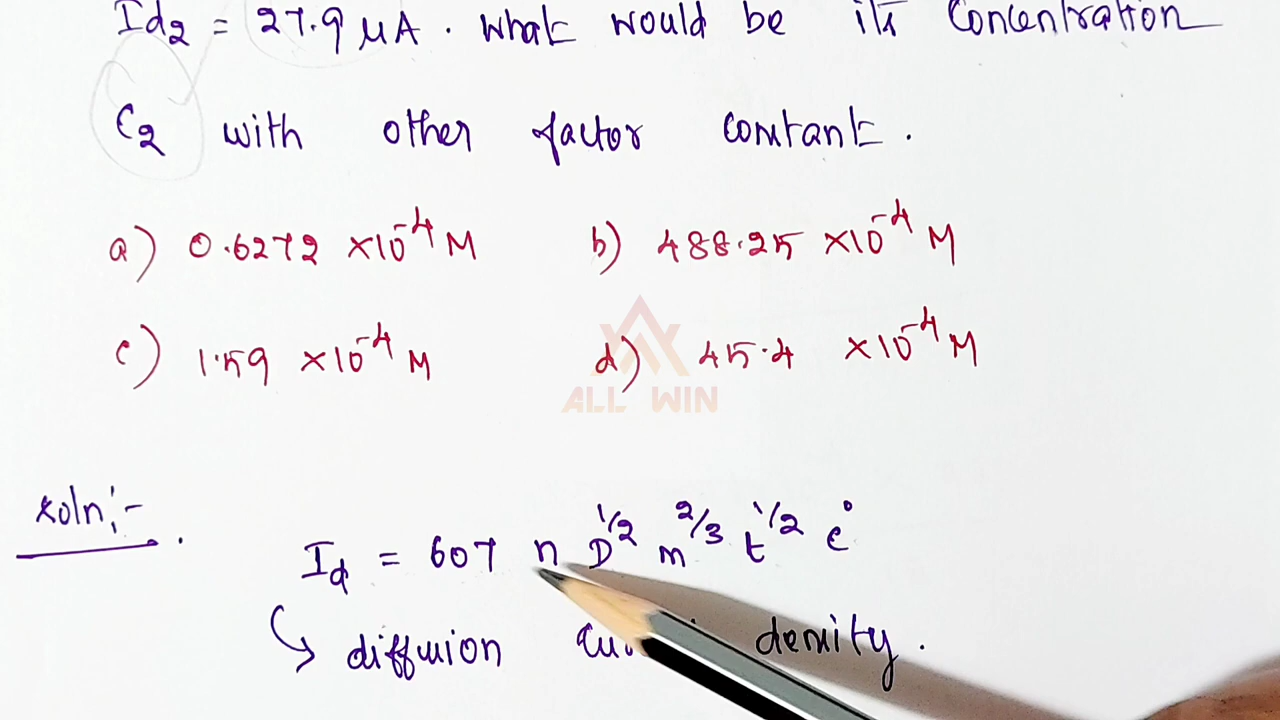 Id₂ = 27.9 μA. What would be its Concentration
C₂ with other factor constant.
a) 0.6272 ×10⁻⁴ M b) 488.25 ×10⁻⁴ M
c) 1.59 ×10⁻⁴ M d) 45.4 ×10⁻⁴ M
ALL WIN
soln:-
Id = 607 n D^1/2 m^2/3 t^1/2 c°
↳ diffusion density.